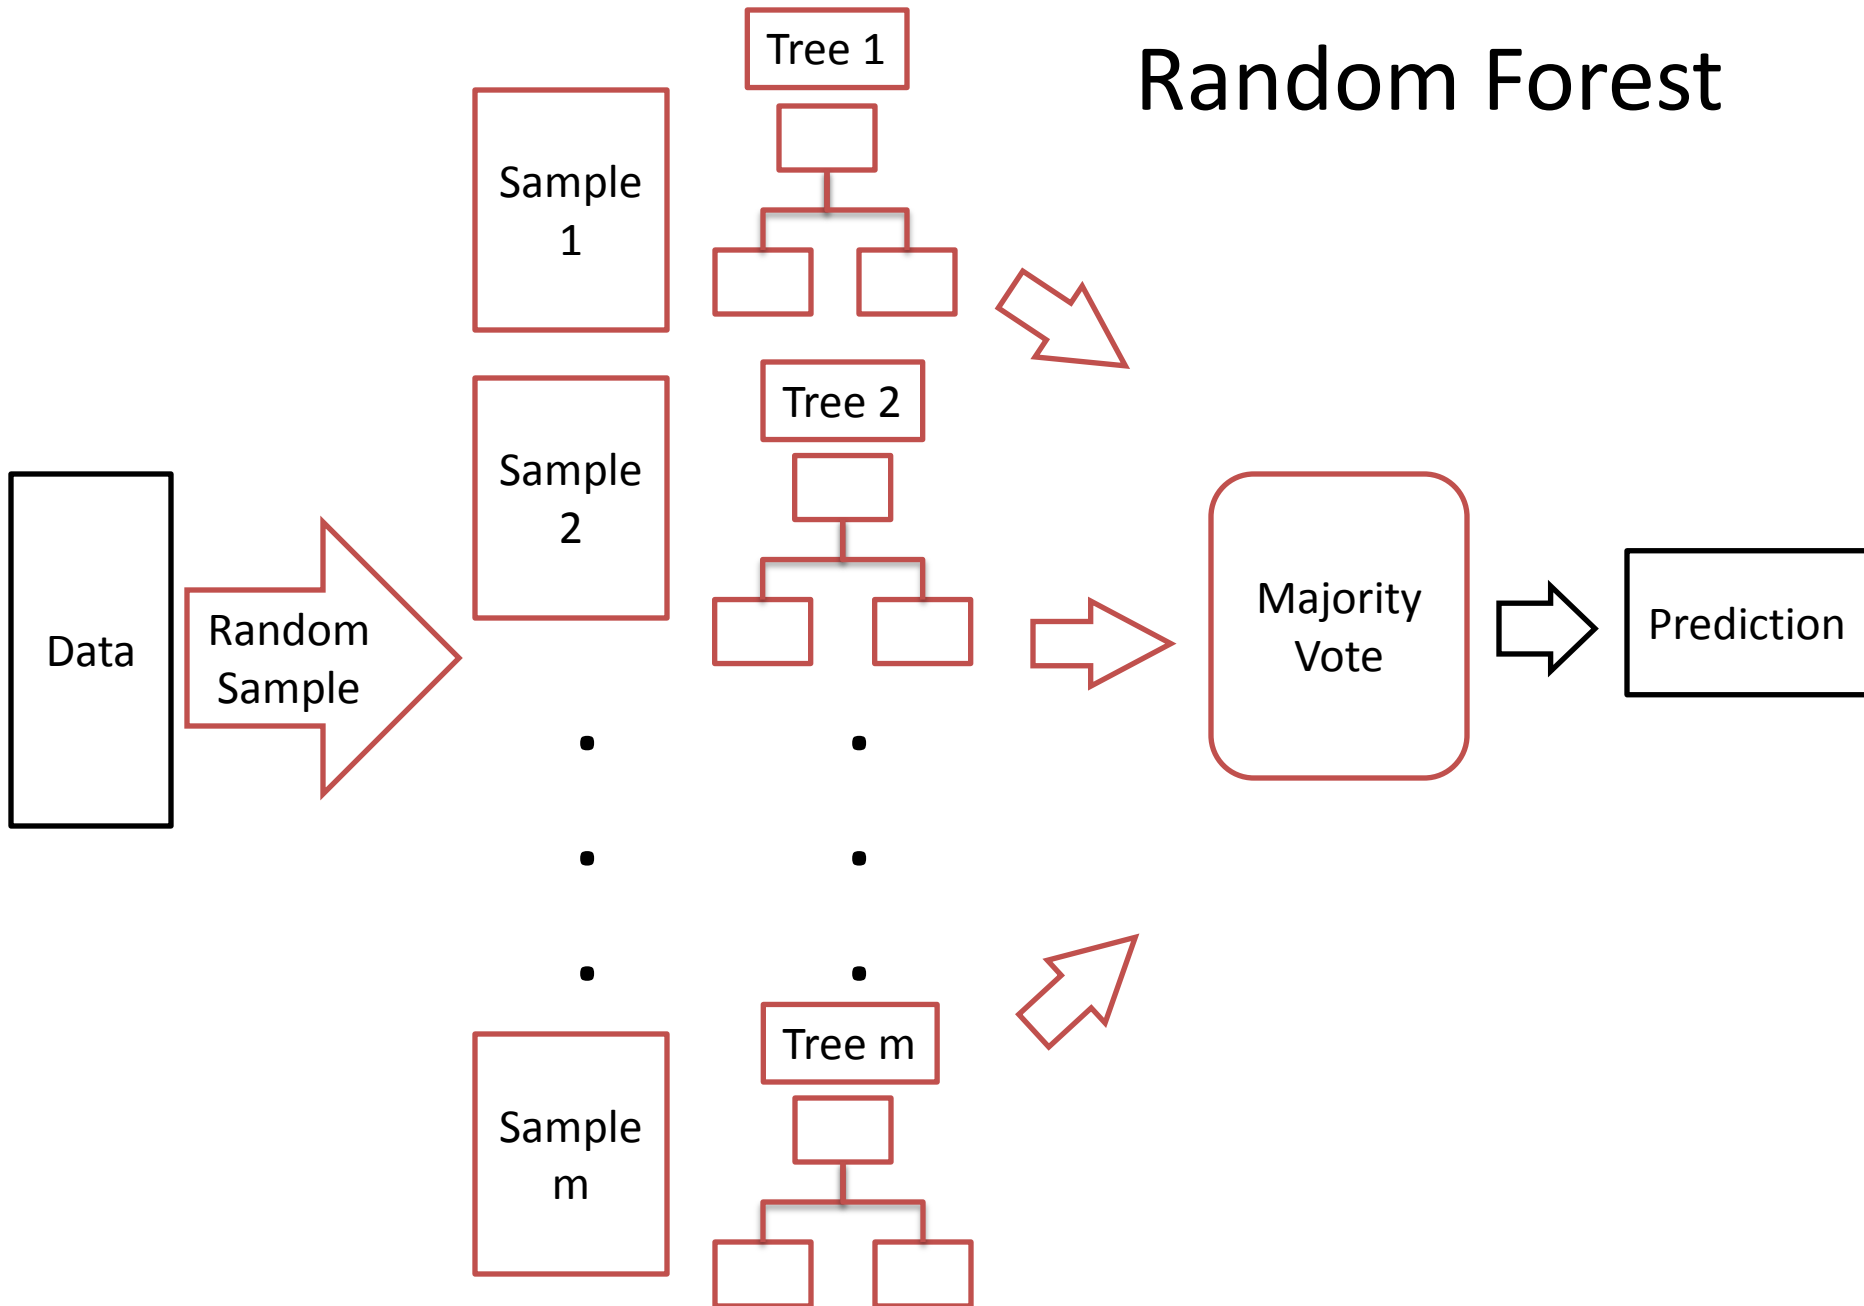 Random Forest
Data
Random
Sample
Sample
1
Tree 1
Sample
2
Tree 2
Sample
m
Tree m
Majority
Vote
Prediction